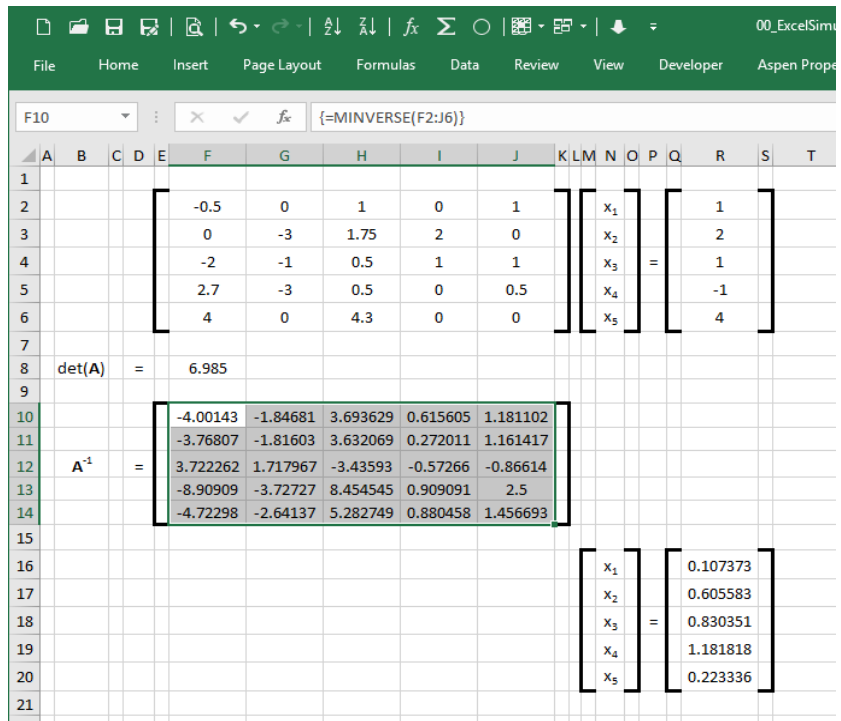 00_ExcelSimu
File Home Insert Page Layout Formulas Data Review View Developer Aspen Prope
F10 fx {=MINVERSE(F2:J6)}
A B C D E F G H I J K L M N O P Q R S T
1
2 -0.5 0 1 0 1 x₁ 1
3 0 -3 1.75 2 0 x₂ 2
4 -2 -1 0.5 1 1 x₃ = 1
5 2.7 -3 0.5 0 0.5 x₄ -1
6 4 0 4.3 0 0 x₅ 4
7
8 det(A) = 6.985
9
10 -4.00143 -1.84681 3.693629 0.615605 1.181102
11 -3.76807 -1.81603 3.632069 0.272011 1.161417
12 A⁻¹ = 3.722262 1.717967 -3.43593 -0.57266 -0.86614
13 -8.90909 -3.72727 8.454545 0.909091 2.5
14 -4.72298 -2.64137 5.282749 0.880458 1.456693
15
16 x₁ 0.107373
17 x₂ 0.605583
18 x₃ = 0.830351
19 x₄ 1.181818
20 x₅ 0.223336
21